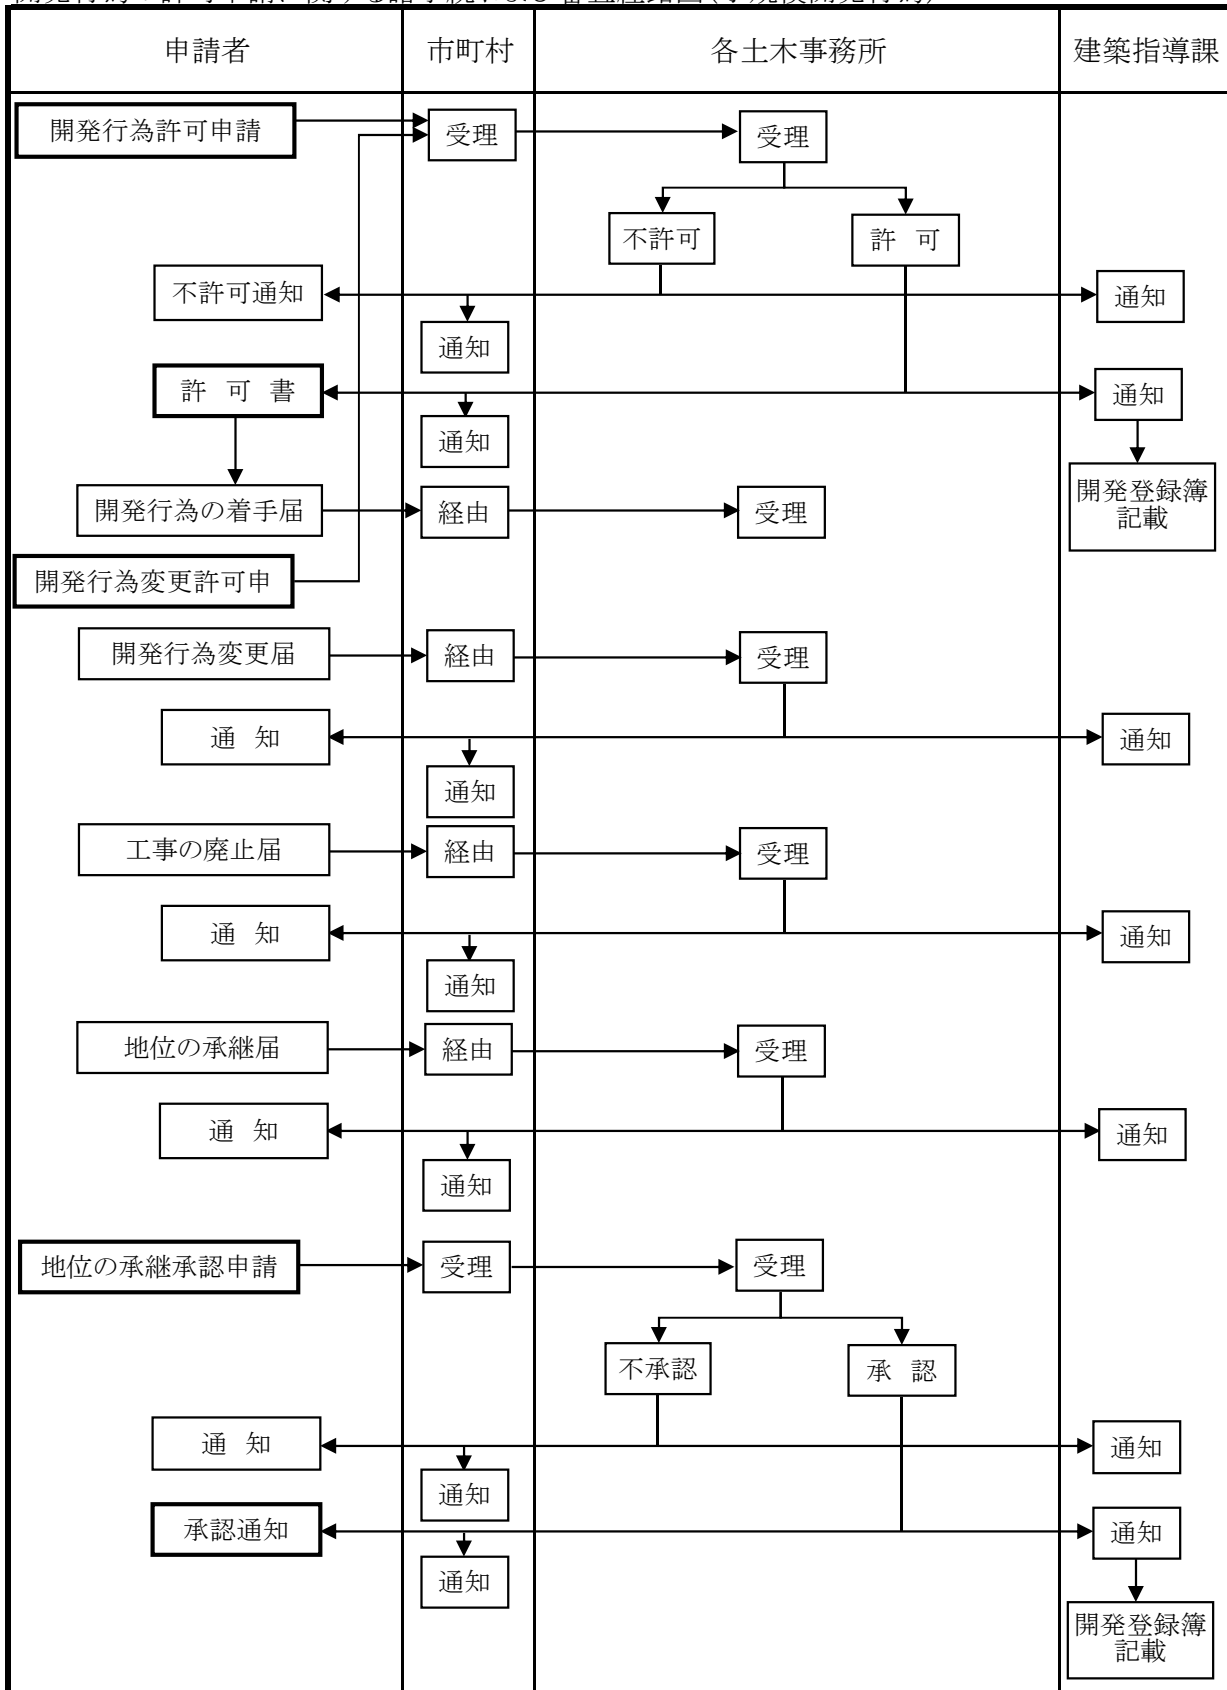 申請者 市町村 各土木事務所 建築指導課
開発行為許可申請 受理 受理
不許可 許 可
不許可通知 通知
通知
許 可 書 通知
通知
開発行為の着手届 経由 受理 開発登録簿
記載
開発行為変更許可申
開発行為変更届 経由 受理
通 知 通知
通知
工事の廃止届 経由 受理
通 知 通知
通知
地位の承継届 経由 受理
通 知 通知
通知
地位の承継承認申請 受理 受理
不承認 承 認
通 知 通知
通知
承認通知 通知
通知
開発登録簿
記載